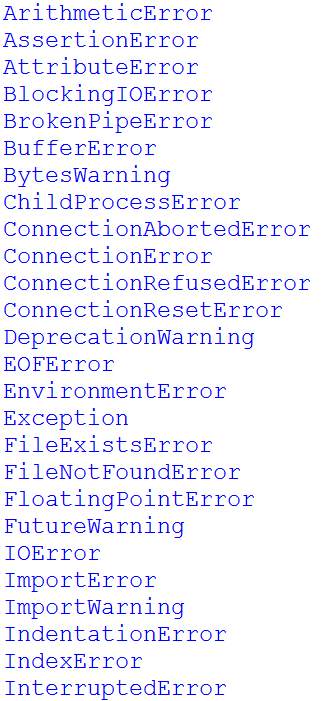 ArithmeticError
AssertionError
AttributeError
BlockingIOError
BrokenPipeError
BufferError
BytesWarning
ChildProcessError
ConnectionAbortedError
ConnectionError
ConnectionRefusedError
ConnectionResetError
DeprecationWarning
EOFError
EnvironmentError
Exception
FileExistsError
FileNotFoundError
FloatingPointError
FutureWarning
IOError
ImportError
ImportWarning
IndentationError
IndexError
InterruptedError